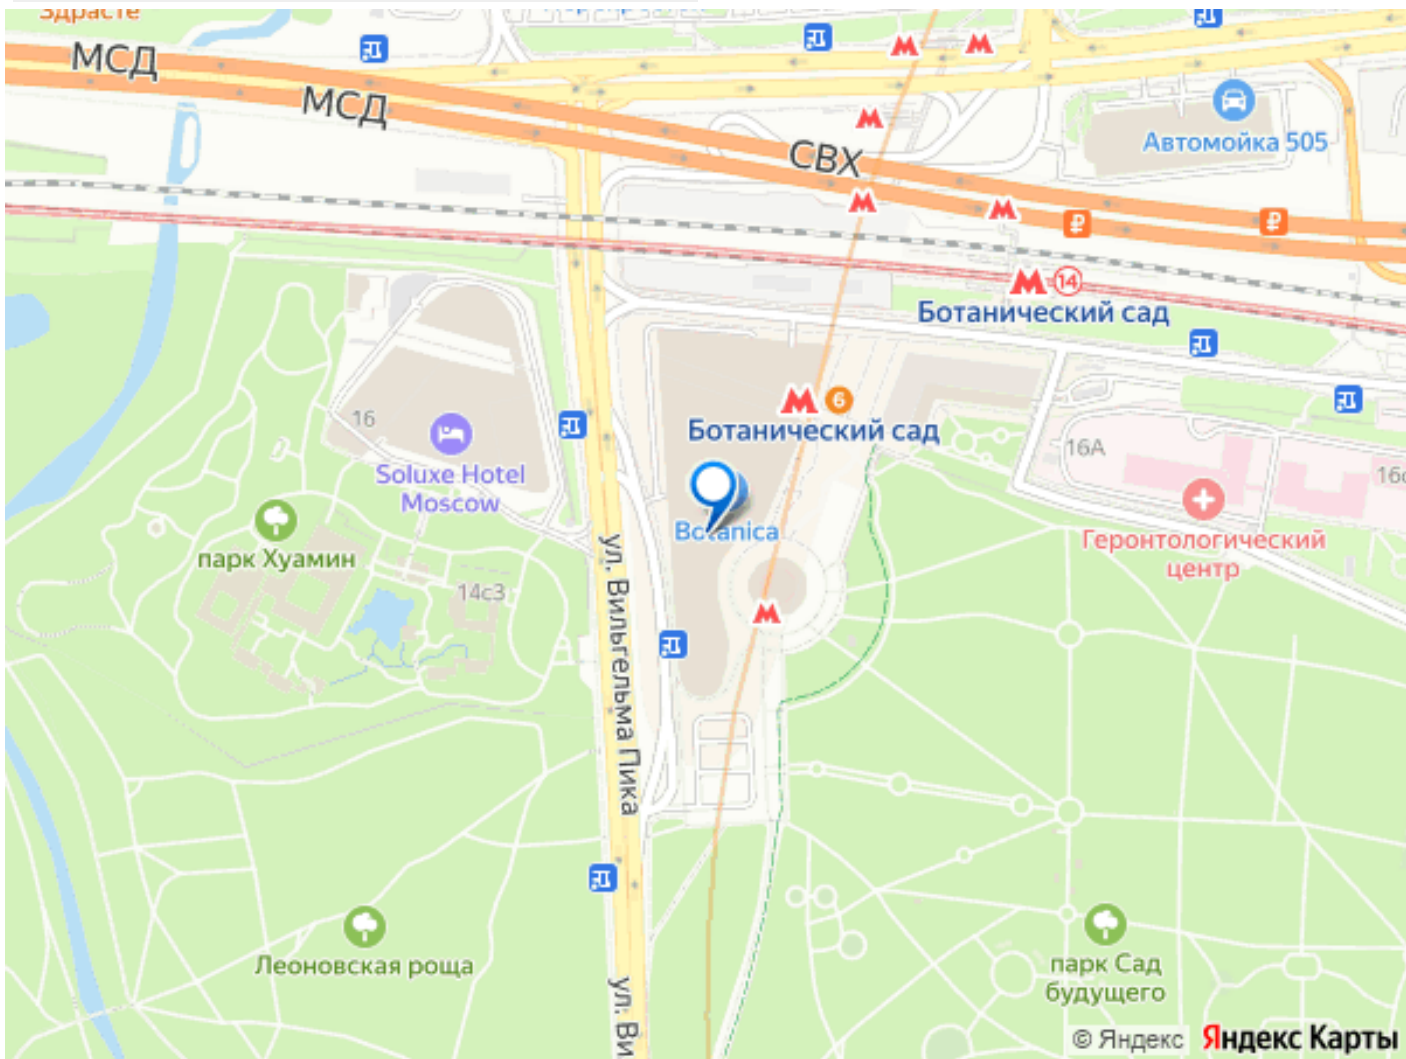 Здрасте
МСД
МСД
СВХ
Автомойка 505
14
Ботанический сад
6
Ботанический сад
16
Soluxe Hotel
Moscow
16А
Botanica
Геронтологический
центр
парк Хуамин
14с3
ул. Вильгельма Пика
Леоновская роща
парк Сад
будущего
ул. Ви
© Яндекс Яндекс Карты